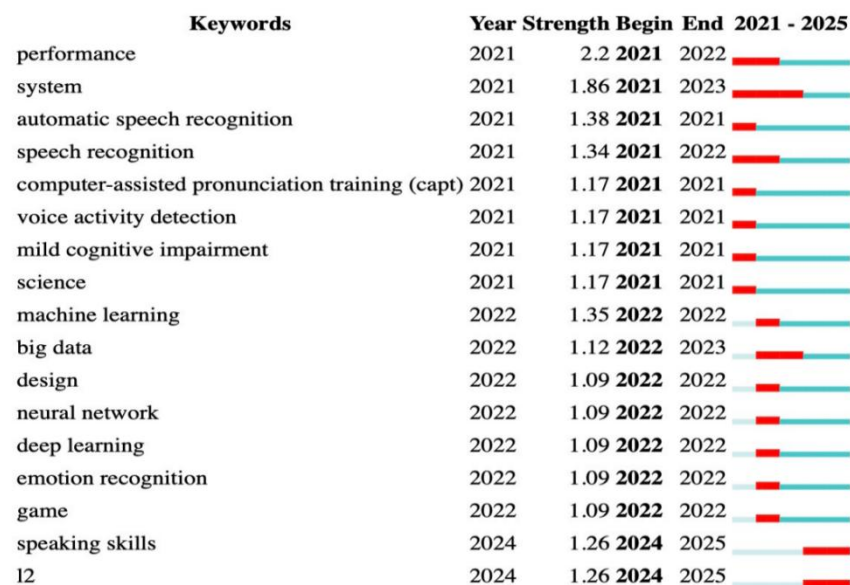 Keywords Year Strength Begin End 2021 - 2025
performance 2021 2.2 2021 2022
system 2021 1.86 2021 2023
automatic speech recognition 2021 1.38 2021 2021
speech recognition 2021 1.34 2021 2022
computer-assisted pronunciation training (capt) 2021 1.17 2021 2021
voice activity detection 2021 1.17 2021 2021
mild cognitive impairment 2021 1.17 2021 2021
science 2021 1.17 2021 2021
machine learning 2022 1.35 2022 2022
big data 2022 1.12 2022 2023
design 2022 1.09 2022 2022
neural network 2022 1.09 2022 2022
deep learning 2022 1.09 2022 2022
emotion recognition 2022 1.09 2022 2022
game 2022 1.09 2022 2022
speaking skills 2024 1.26 2024 2025
l2 2024 1.26 2024 2025